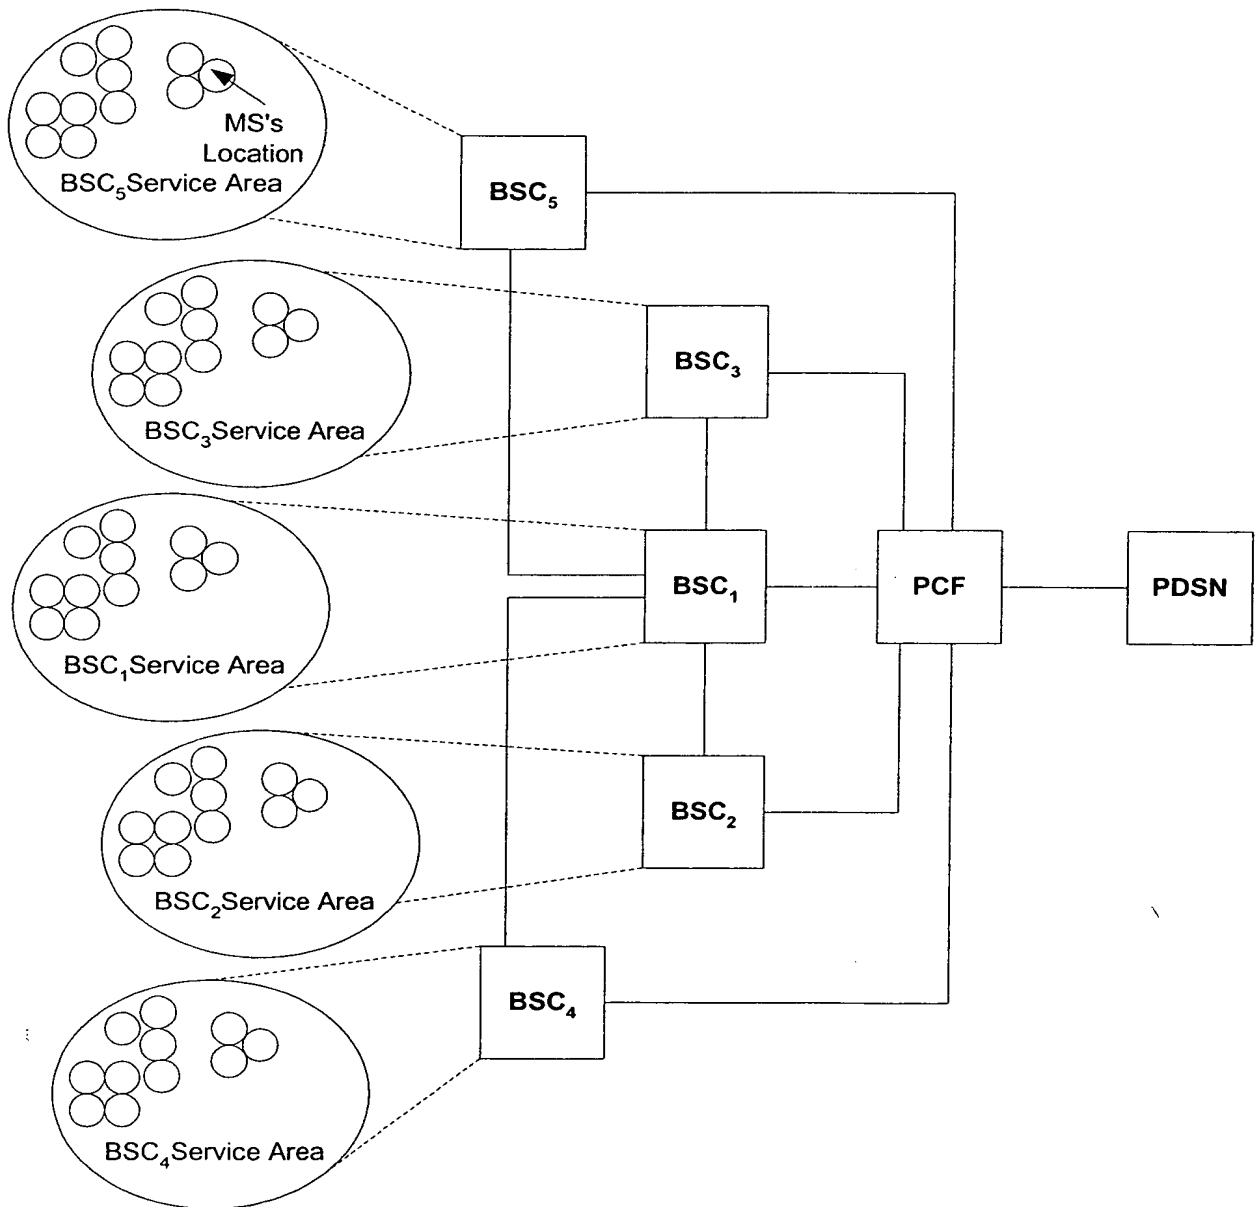 MS's
Location
BSC5Service Area
BSC5
BSC3
BSC3Service Area
BSC1
PCF
PDSN
BSC1Service Area
BSC2
BSC2Service Area
BSC4
BSC4Service Area